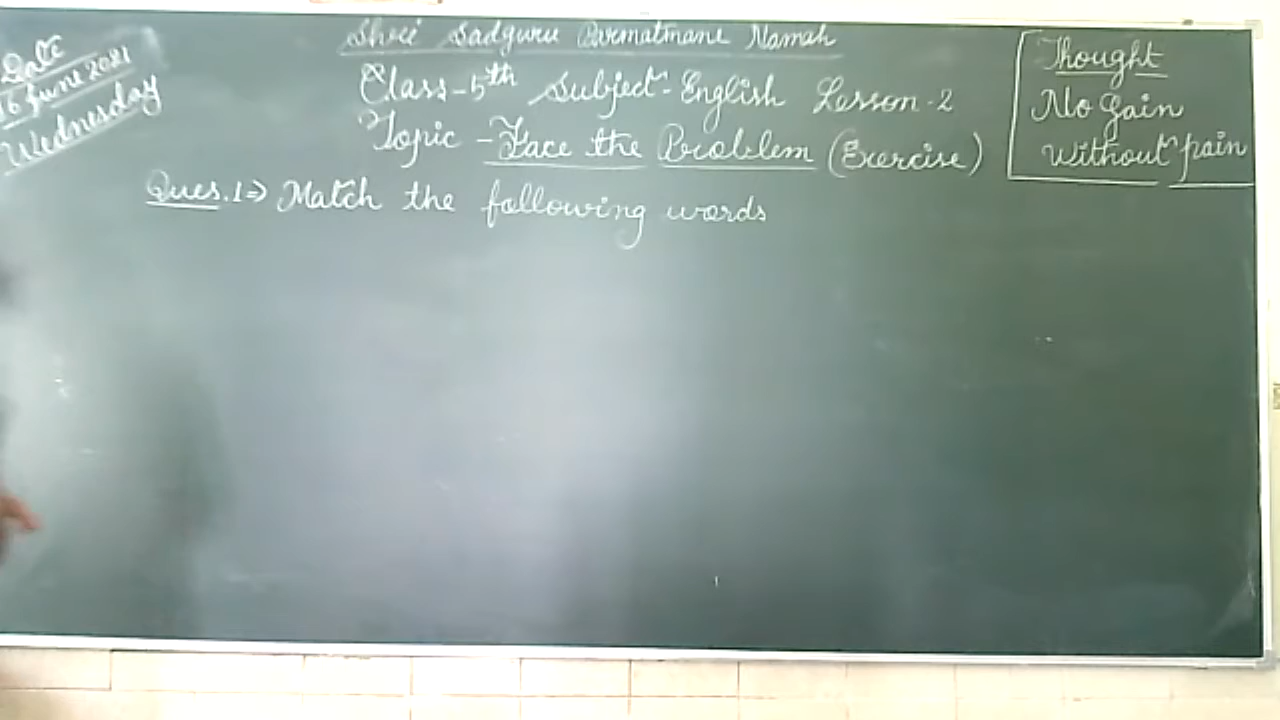 Date
16 June 2021
Wednesday
Shree Sadguru Parmatmane Namah
Class-5th Subject-English Lesson-2
Topic - Face the Problem (Exercise)
Thought
No Gain
Without pain
Ques.1⇒ Match the following words